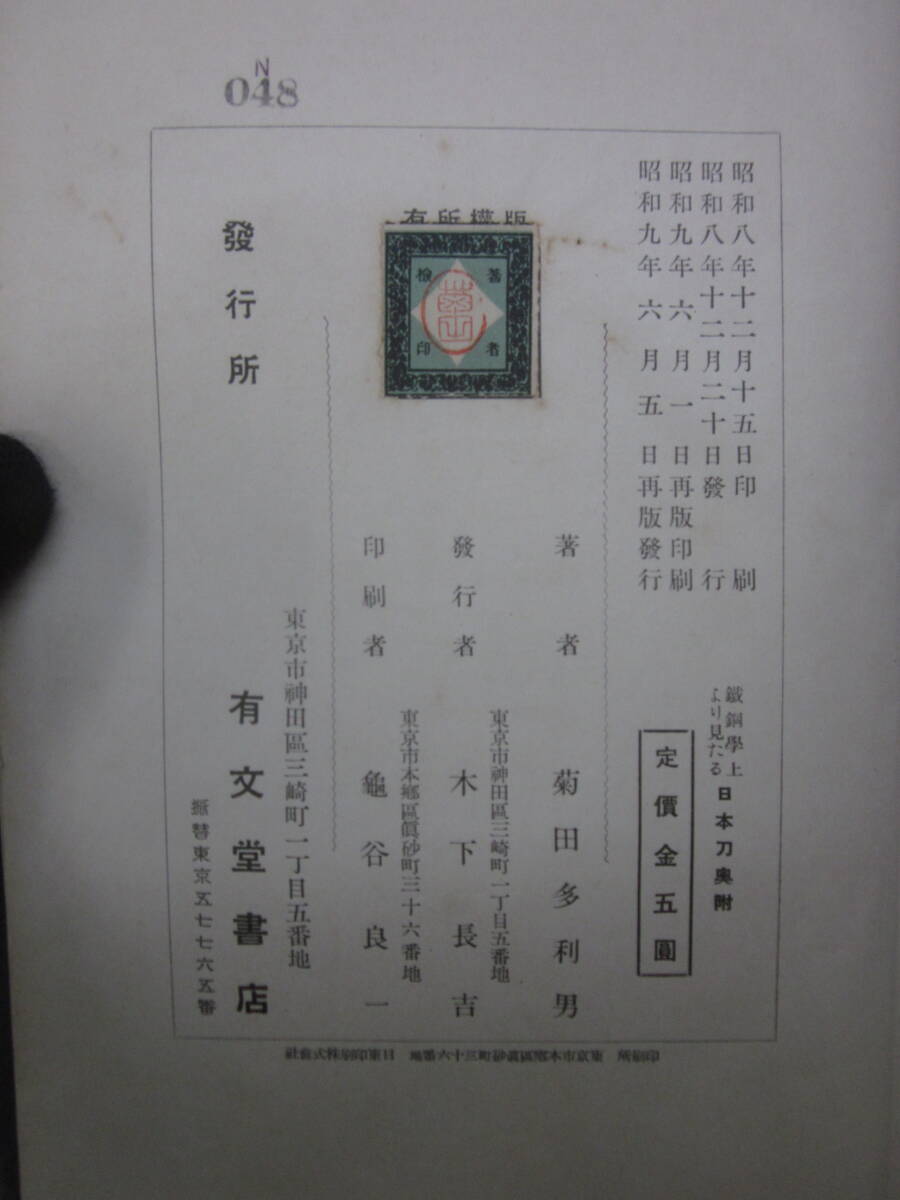 N
048
昭和八年十二月十五日印刷
昭和八年十二月二十日發行
昭和九年六月一日再版印刷
昭和九年六月五日再版發行
鐵鋼學上より見たる 日本刀奥附
定價金五圓
版權所有
著者
檢印
著者 菊田多利男
東京市神田區三崎町一丁目五番地
發行者 木下長吉
東京市本鄕區眞砂町三十六番地
印刷者 龜谷良一
東京市神田區三崎町一丁目五番地
發行所 有文堂書店
振替東京五七七六五番
印刷所 東京市本鄕區眞砂町三十六番地 日東印刷株式會社